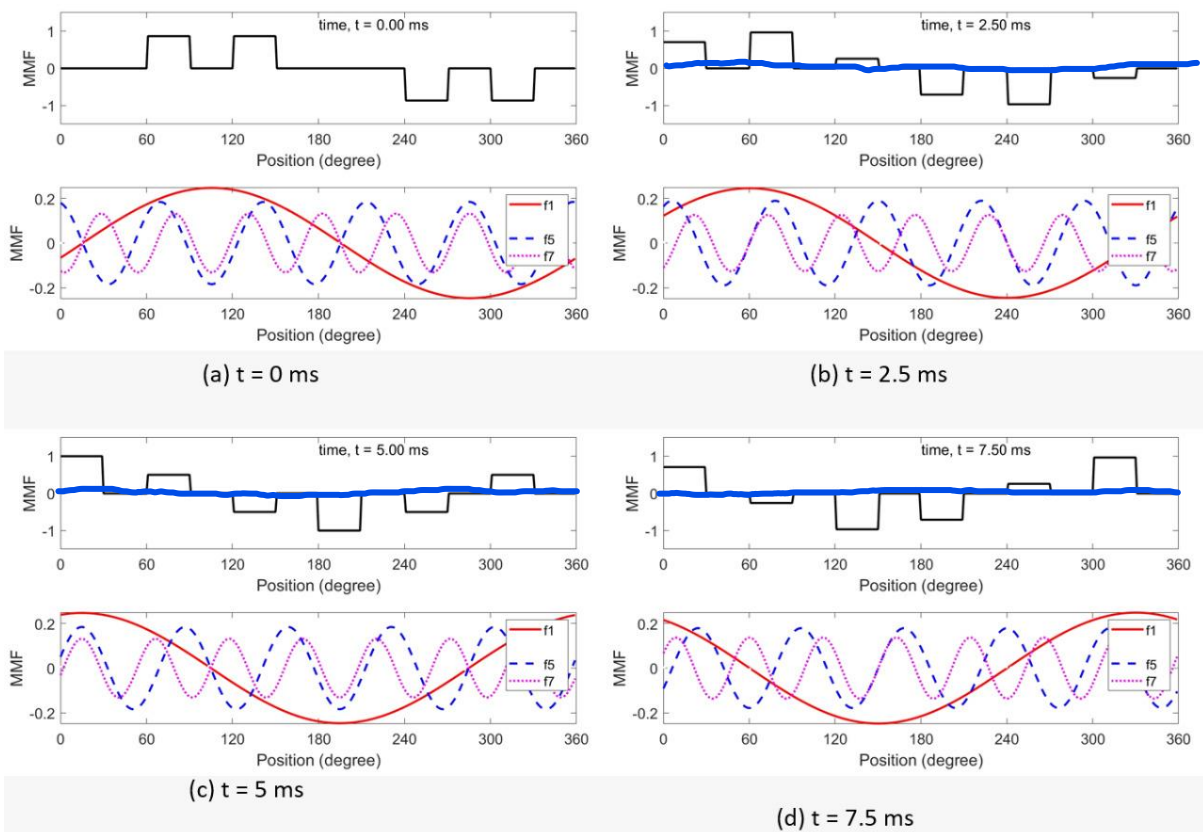 time, t = 0.00 ms
1
0
-1
MMF
0 60 120 180 240 300 360
Position (degree)
0.2
0
-0.2
MMF
f1
f5
f7
0 60 120 180 240 300 360
Position (degree)
(a) t = 0 ms
time, t = 2.50 ms
1
0
-1
MMF
0 60 120 180 240 300 360
Position (degree)
0.2
0
-0.2
MMF
f1
f5
f7
0 60 120 180 240 300 360
Position (degree)
(b) t = 2.5 ms
time, t = 5.00 ms
1
0
-1
MMF
0 60 120 180 240 300 360
Position (degree)
0.2
0
-0.2
MMF
f1
f5
f7
0 60 120 180 240 300 360
Position (degree)
(c) t = 5 ms
time, t = 7.50 ms
1
0
-1
MMF
0 60 120 180 240 300 360
Position (degree)
0.2
0
-0.2
MMF
f1
f5
f7
0 60 120 180 240 300 360
Position (degree)
(d) t = 7.5 ms